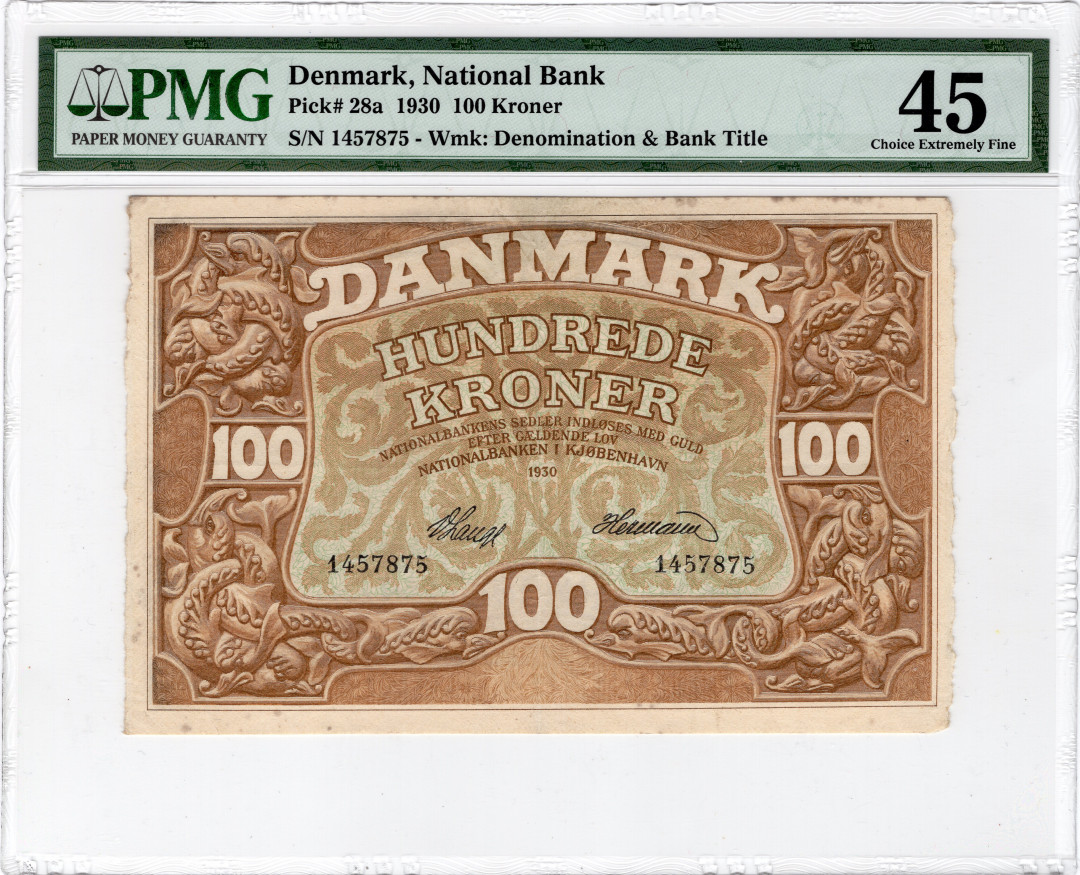 PMG
PAPER MONEY GUARANTY
Denmark, National Bank
Pick# 28a 1930 100 Kroner
S/N 1457875 - Wmk: Denomination & Bank Title
45
Choice Extremely Fine
DANMARK
HUNDREDE
KRONER
NATIONALBANKENS SEDLER INDLØSES MED GULD
EFTER GÆLDENDE LOV
NATIONALBANKEN I KJØBENHAVN
1930
100 100
VLange Hermann
1457875 1457875
100